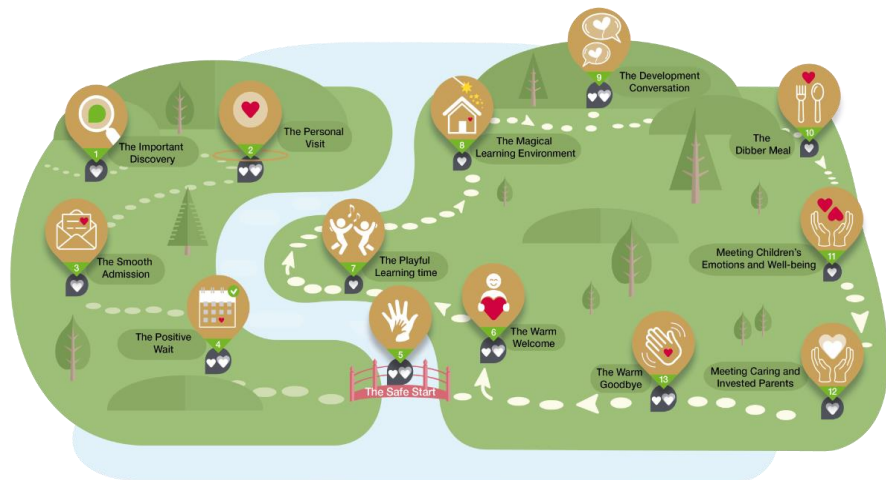 1
The Important
Discovery
2
The Personal
Visit
3
The Smooth
Admission
4
The Positive
Wait
5
The Safe Start
6
The Warm
Welcome
7
The Playful
Learning time
8
The Magical
Learning Environment
9
The Development
Conversation
10
The
Dibber Meal
11
Meeting Children's
Emotions and Well-being
12
Meeting Caring and
Invested Parents
13
The Warm
Goodbye